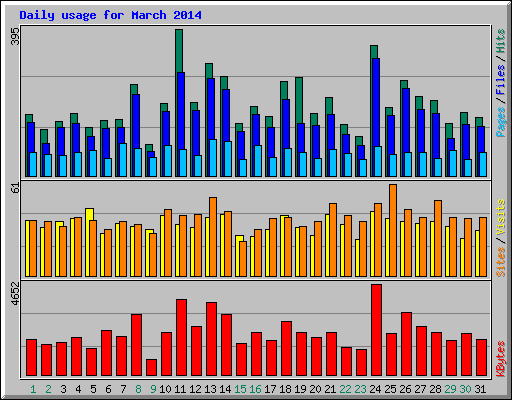 Daily usage for March 2014
395
Pages / Files / Hits
61
Sites / Visits
4652
KBytes
1 2 3 4 5 6 7 8 9 10 11 12 13 14 15 16 17 18 19 20 21 22 23 24 25 26 27 28 29 30 31